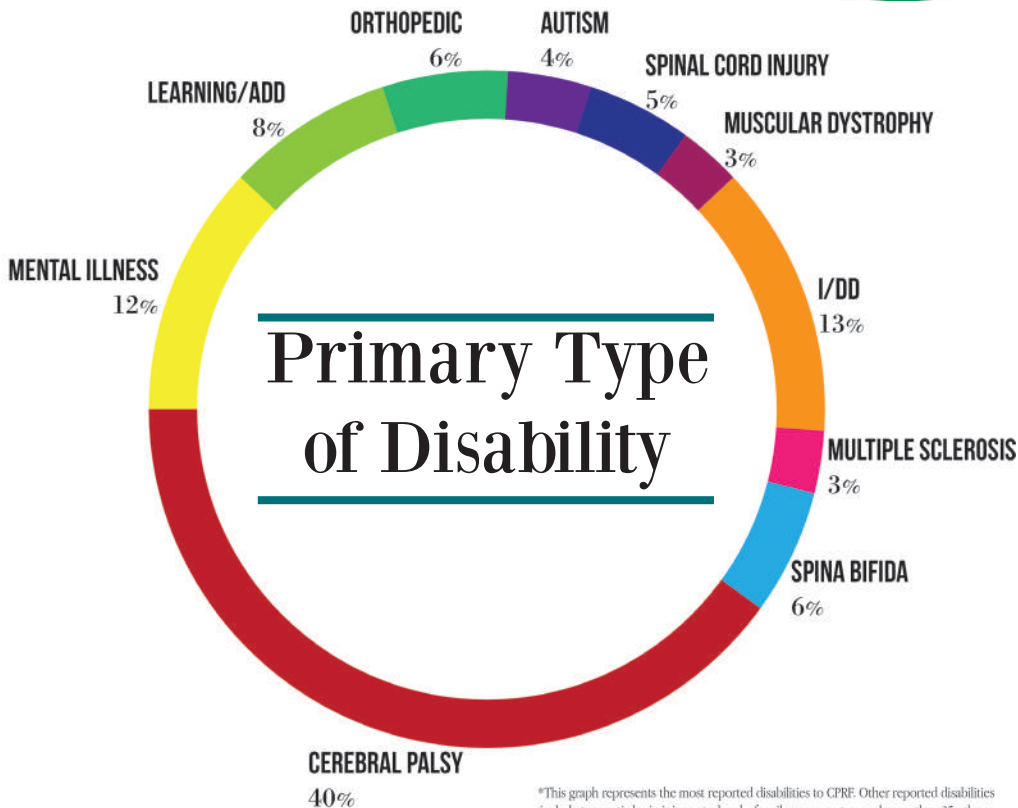 ORTHOPEDIC
6%
AUTISM
4%
SPINAL CORD INJURY
5%
LEARNING/ADD
8%
MUSCULAR DYSTROPHY
3%
MENTAL ILLNESS
12%
I/DD
13%
Primary Type
of Disability
MULTIPLE SCLEROSIS
3%
SPINA BIFIDA
6%
CEREBRAL PALSY
40%
*This graph represents the most reported disabilities to CPRF. Other reported disabilities